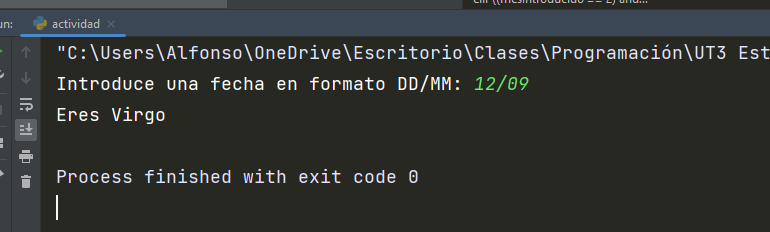 un:
actividad
"C:\Users\Alfonso\OneDrive\Escritorio\Clases\Programación\UT3 Est
Introduce una fecha en formato DD/MM: 12/09
Eres Virgo
Process finished with exit code 0